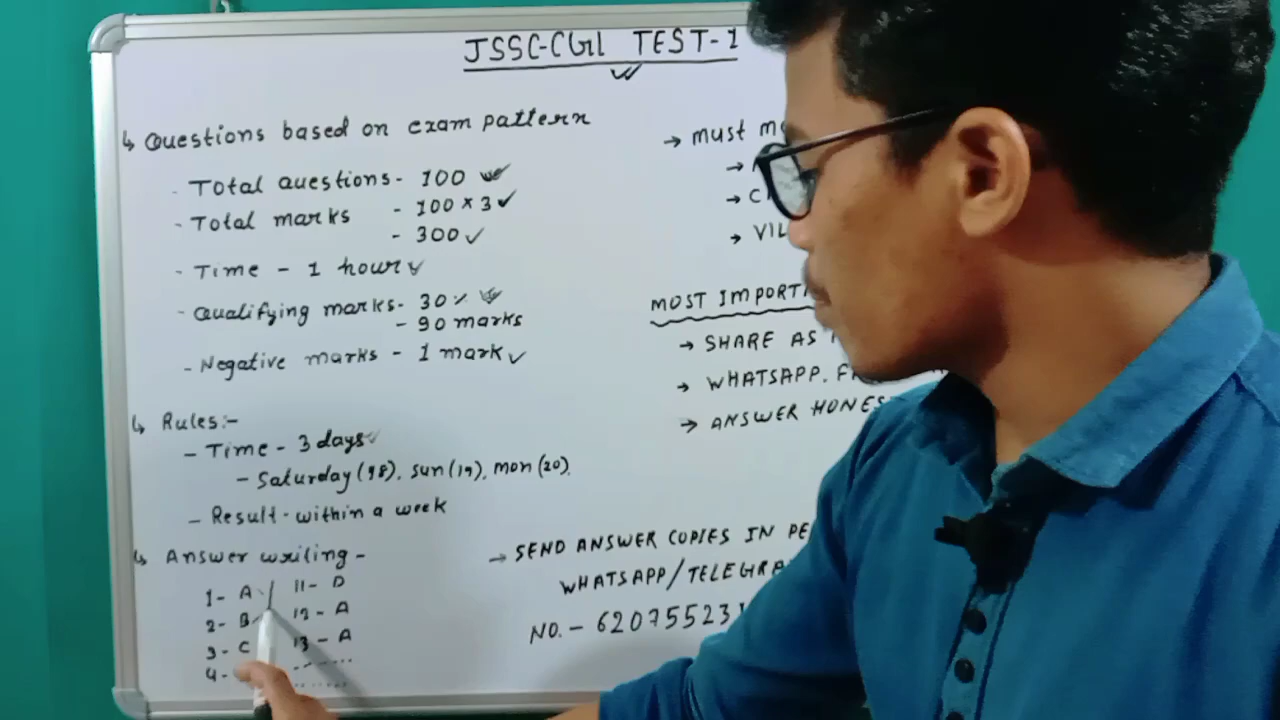 JSSC-CGL TEST-1
↳ Questions based on exam pattern
- Total questions - 100
- Total marks - 100 × 3
- 300
- Time - 1 hour
- Qualifying marks - 30%
- 90 marks
- Negative marks - 1 mark
↳ Rules:-
- Time - 3 days
- Saturday (18), sun (19), mon (20).
- Result - within a week
↳ Answer writing -
1 - A
2 - B
3 - C
4 -
11 - D
12 - A
13 - A
→ must
→ 
→ 
→ VIL
MOST IMPORT
→ SHARE AS
→ WHATSAPP.
→ ANSWER HONES
→ SEND ANSWER COPIES IN PE
WHATSAPP/TELEGRA
NO. - 62075523